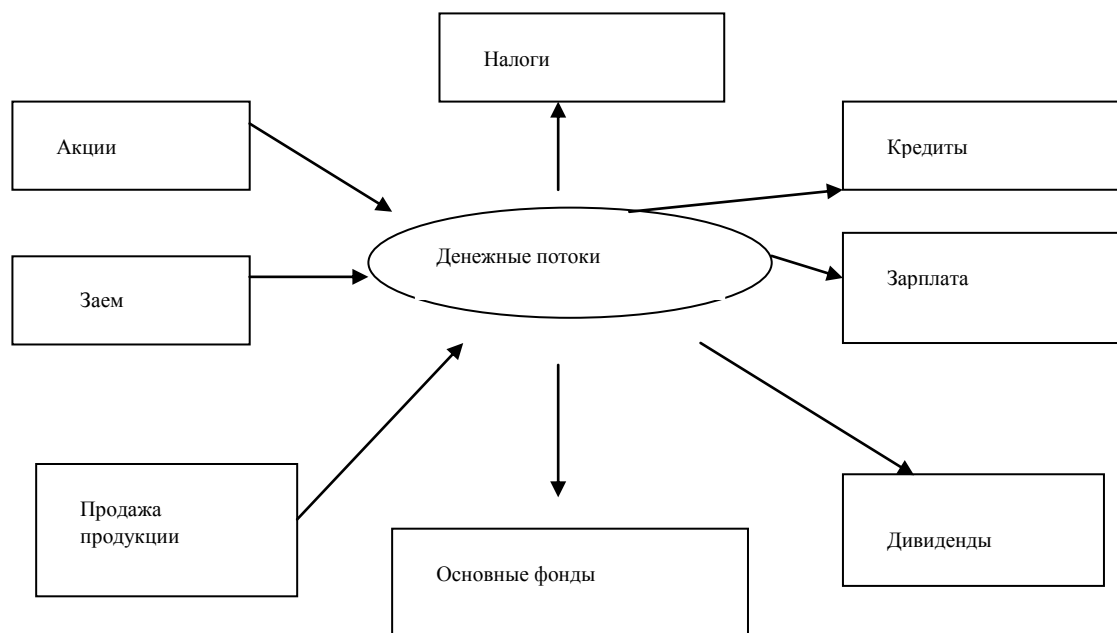 Налоги
Акции
Кредиты
Денежные потоки
Зарплата
Заем
Продажа
продукции
Дивиденды
Основные фонды